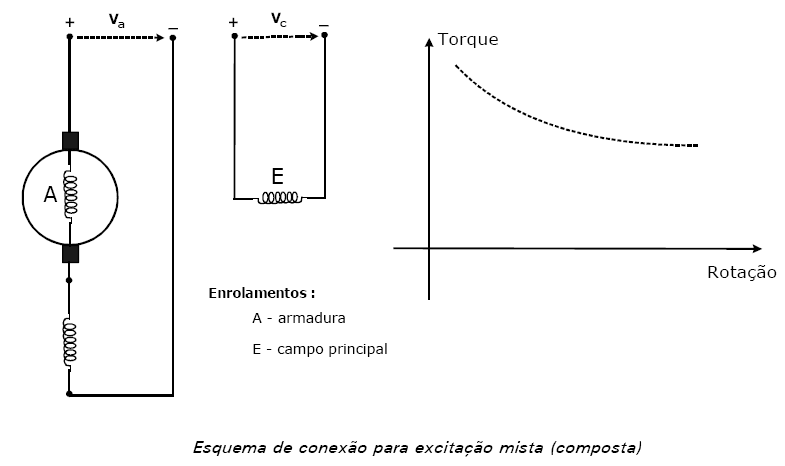 + Va −
A
+ Vc −
E
Enrolamentos :
A - armadura
E - campo principal
Torque
Rotação
Esquema de conexão para excitação mista (composta)